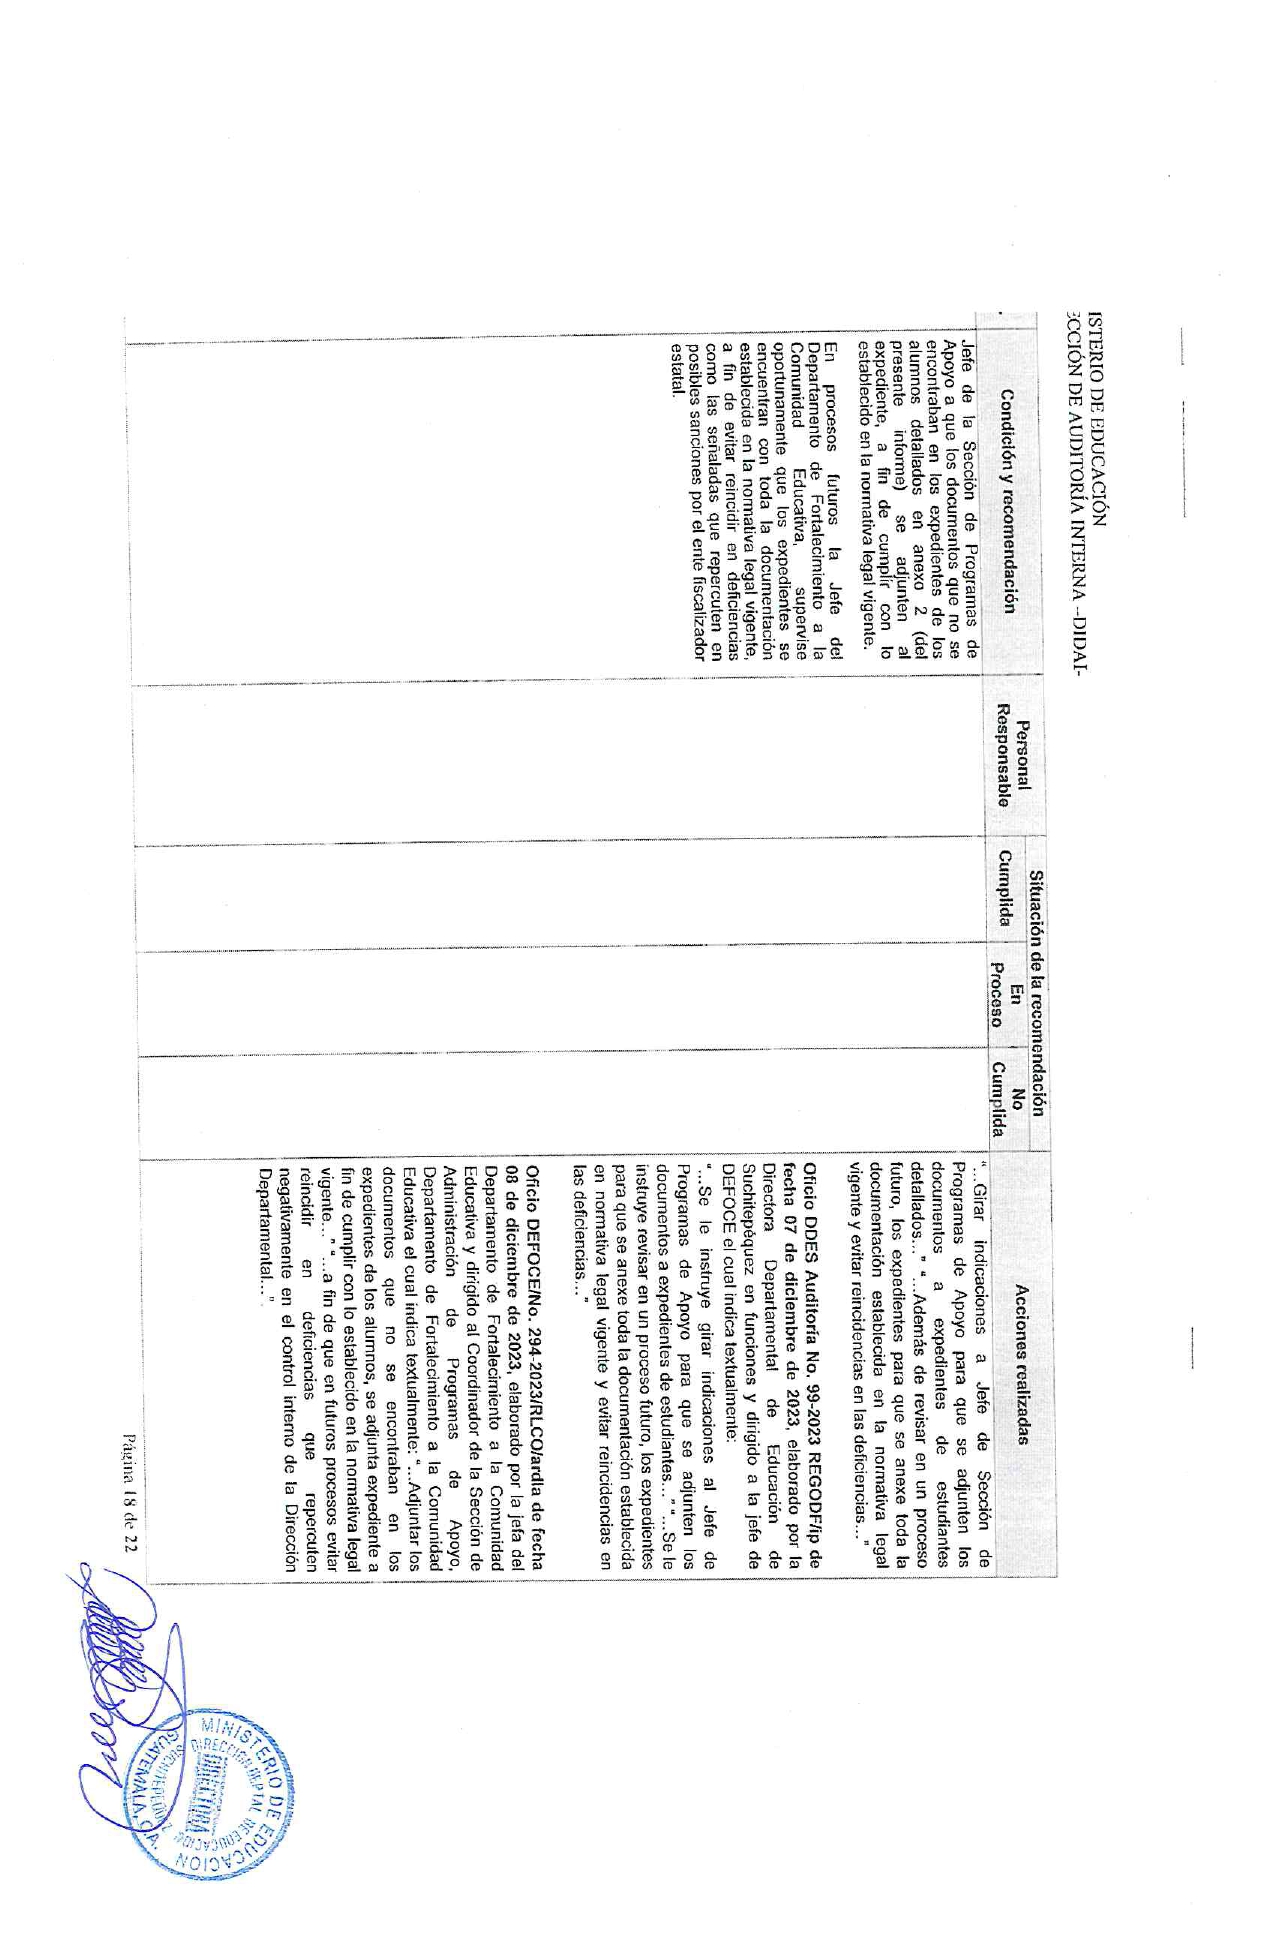 ISTERIO DE EDUCACIÓN
ECCIÓN DE AUDITORÍA INTERNA –DIDAI-
Condición y recomendación
Personal
Responsable
Situación de la recomendación
Cumplida
En
Proceso
No
Cumplida
Acciones realizadas
Jefe de la Sección de Programas de
Apoyo a que los documentos que no se
encontraban en los expedientes de los
alumnos detallados en anexo 2 (del
presente informe) se adjunten al
expediente, a fin de cumplir con lo
establecido en la normativa legal vigente.
En procesos futuros la Jefe del
Departamento de Fortalecimiento a la
Comunidad Educativa, supervise
oportunamente que los expedientes se
encuentran con toda la documentación
establecida en la normativa legal vigente,
a fin de evitar reincidir en deficiencias
como las señaladas que repercuten en
posibles sanciones por el ente fiscalizador
estatal.
“...Girar indicaciones a Jefe de Sección de
Programas de Apoyo para que se adjunten los
documentos a expedientes de estudiantes
detallados...” “...Además de revisar en un proceso
futuro, los expedientes para que se anexe toda la
documentación establecida en la normativa legal
vigente y evitar reincidencias en las deficiencias...”
Oficio DDES Auditoría No. 99-2023 REGODF/ip de
fecha 07 de diciembre de 2023, elaborado por la
Directora Departamental de Educación de
Suchitepéquez en funciones y dirigido a la jefe de
DEFOCE el cual indica textualmente:
“...Se le instruye girar indicaciones al Jefe de
Programas de Apoyo para que se adjunten los
documentos a expedientes de estudiantes...” “...Se le
instruye revisar en un proceso futuro, los expedientes
para que se anexe toda la documentación establecida
en normativa legal vigente y evitar reincidencias en
las deficiencias...”
Oficio DEFOCE/No. 294-2023/RLCO/ardla de fecha
08 de diciembre de 2023, elaborado por la jefa del
Departamento de Fortalecimiento a la Comunidad
Educativa y dirigido al Coordinador de la Sección de
Administración de Programas de Apoyo,
Departamento de Fortalecimiento a la Comunidad
Educativa el cual indica textualmente: “...Adjuntar los
documentos que no se encontraban en los
expedientes de los alumnos, se adjunta expediente a
fin de cumplir con lo establecido en la normativa legal
vigente...” “...a fin de que en futuros procesos evitar
reincidir en deficiencias que repercuten
negativamente en el control interno de la Dirección
Departamental...”
Página 18 de 22
MINISTERIO DE EDUCACION
DIRECCION DEPTAL DE EDUCACION
DIRECTORA
SUCHITEPEQUEZ
GUATEMALA, C.A.